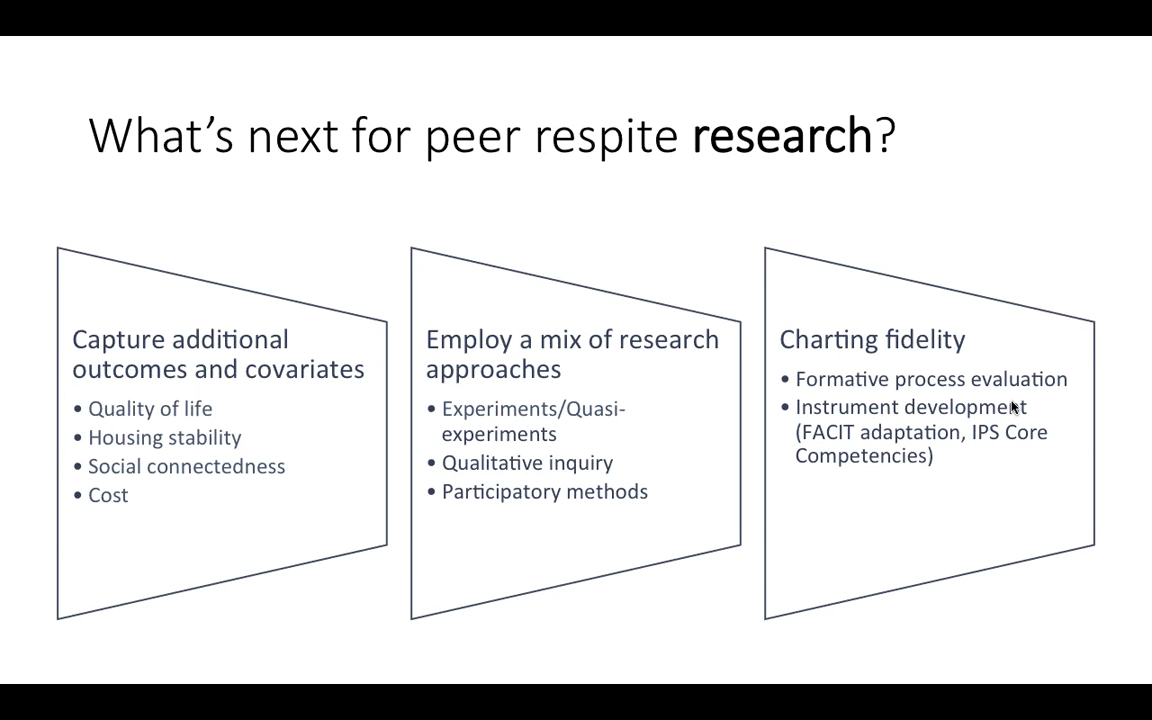 What’s next for peer respite research?
Capture additional
outcomes and covariates
• Quality of life
• Housing stability
• Social connectedness
• Cost
Employ a mix of research
approaches
• Experiments/Quasi-
experiments
• Qualitative inquiry
• Participatory methods
Charting fidelity
• Formative process evaluation
• Instrument development
(FACIT adaptation, IPS Core
Competencies)